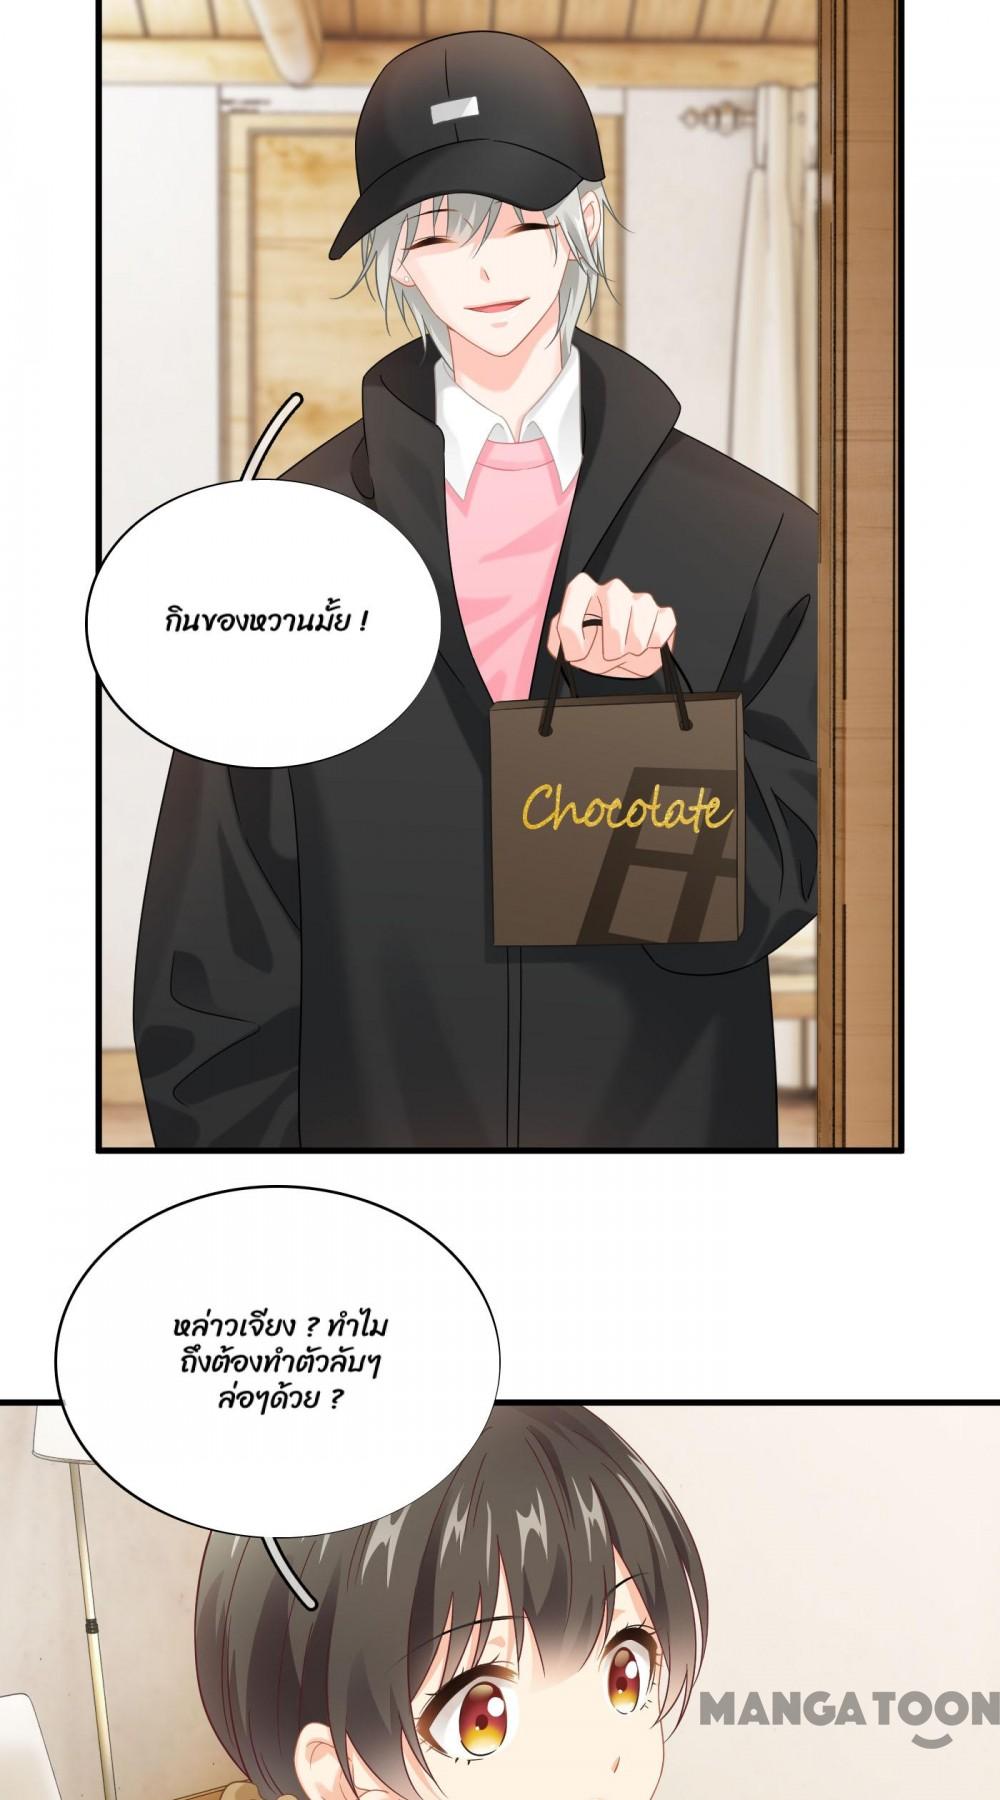 กินของหวานมั้ย !
Chocolate
หล่าวเจียง ? ทำไม
ถึงต้องทำตัวลับๆ
ล่อๆด้วย ?
MANGATOON